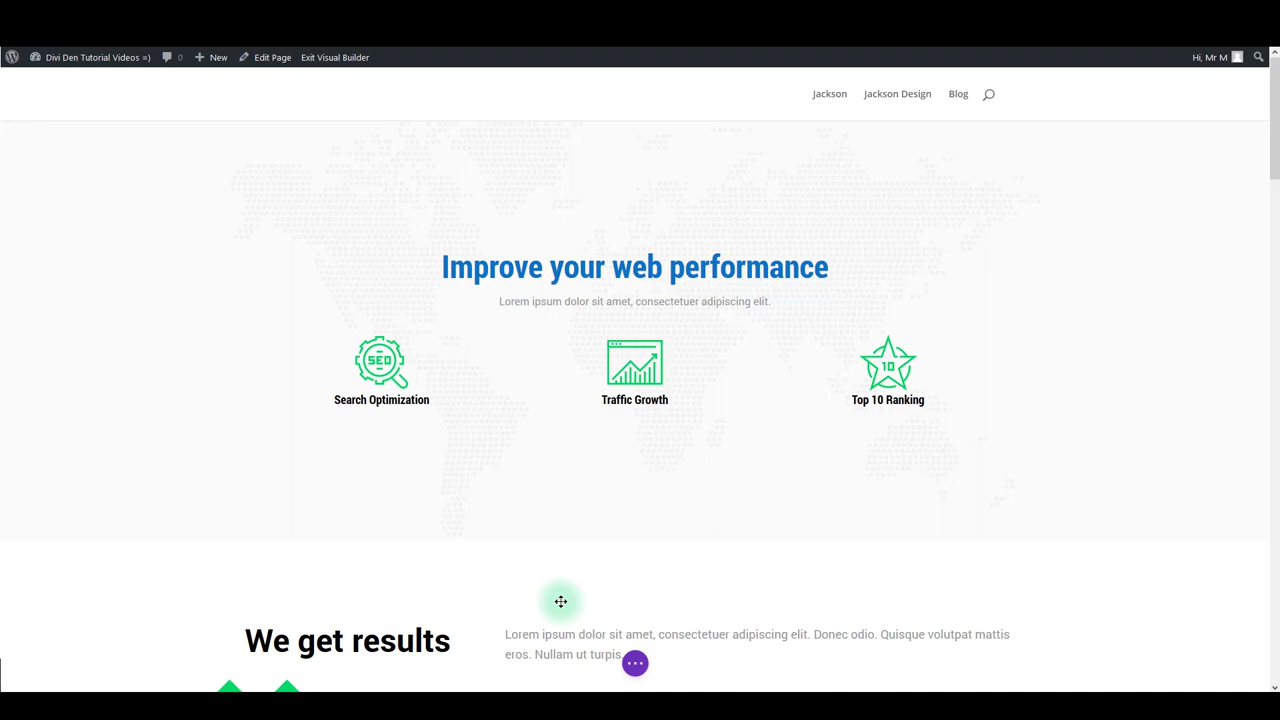 Divi Den Tutorial Videos =) 0 New Edit Page Exit Visual Builder Hi, Mr M
Jackson Jackson Design Blog
Improve your web performance
Lorem ipsum dolor sit amet, consectetuer adipiscing elit.
SEO 10
Search Optimization Traffic Growth Top 10 Ranking
We get results
Lorem ipsum dolor sit amet, consectetuer adipiscing elit. Donec odio. Quisque volutpat mattis
eros. Nullam ut turpis.